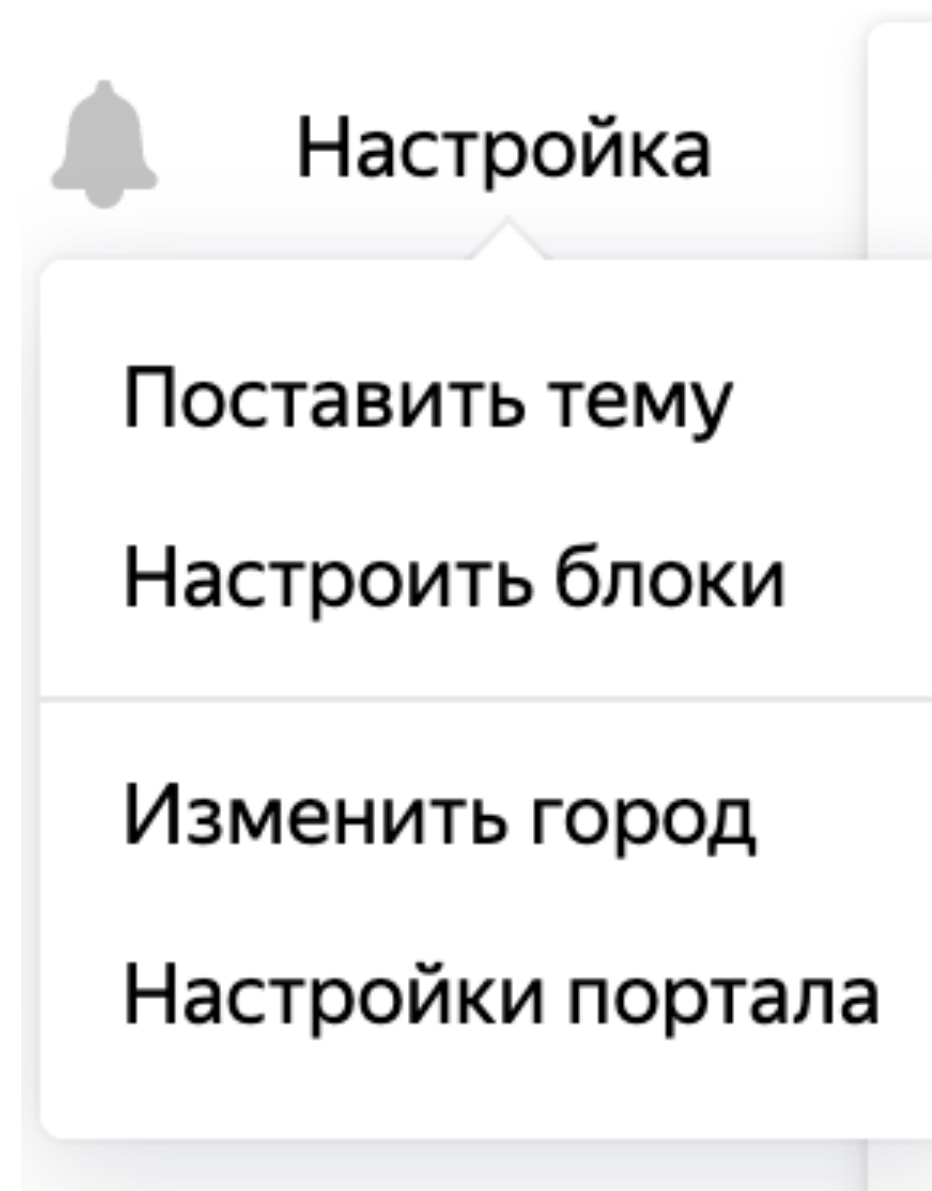 Настройка
Поставить тему
Настроить блоки
Изменить город
Настройки портала